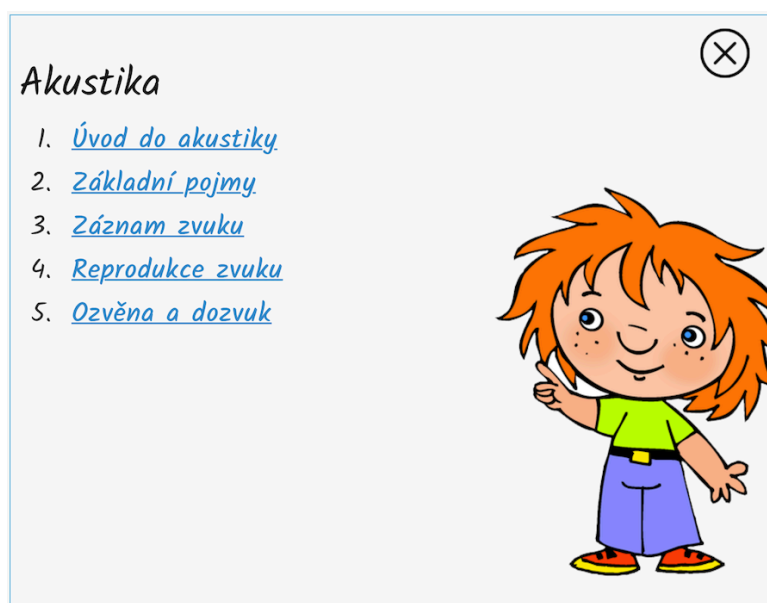 Akustika
1. Úvod do akustiky
2. Základní pojmy
3. Záznam zvuku
4. Reprodukce zvuku
5. Ozvěna a dozvuk